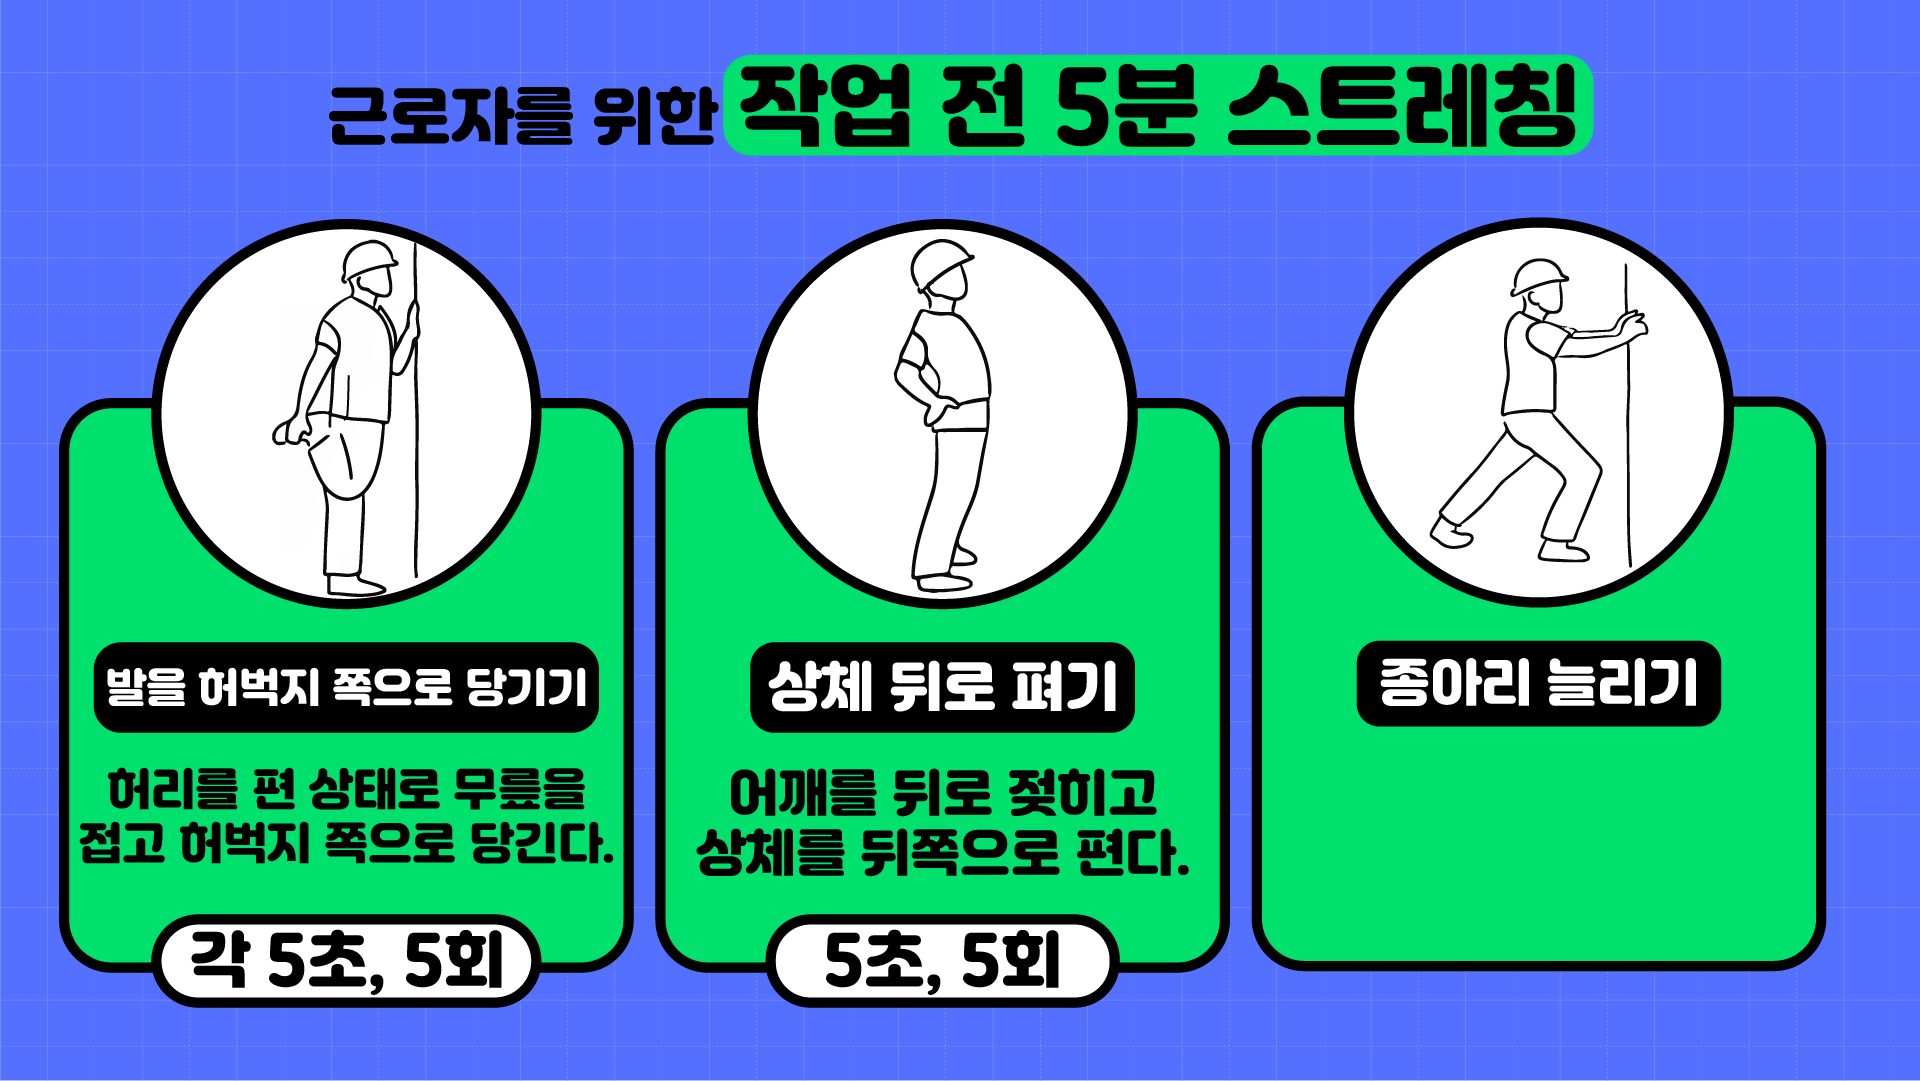 근로자를 위한 작업 전 5분 스트레칭
발을 허벅지 쪽으로 당기기
허리를 편 상태로 무릎을
접고 허벅지 쪽으로 당긴다.
각 5초, 5회
상체 뒤로 펴기
어깨를 뒤로 젖히고
상체를 뒤쪽으로 편다.
5초, 5회
종아리 늘리기